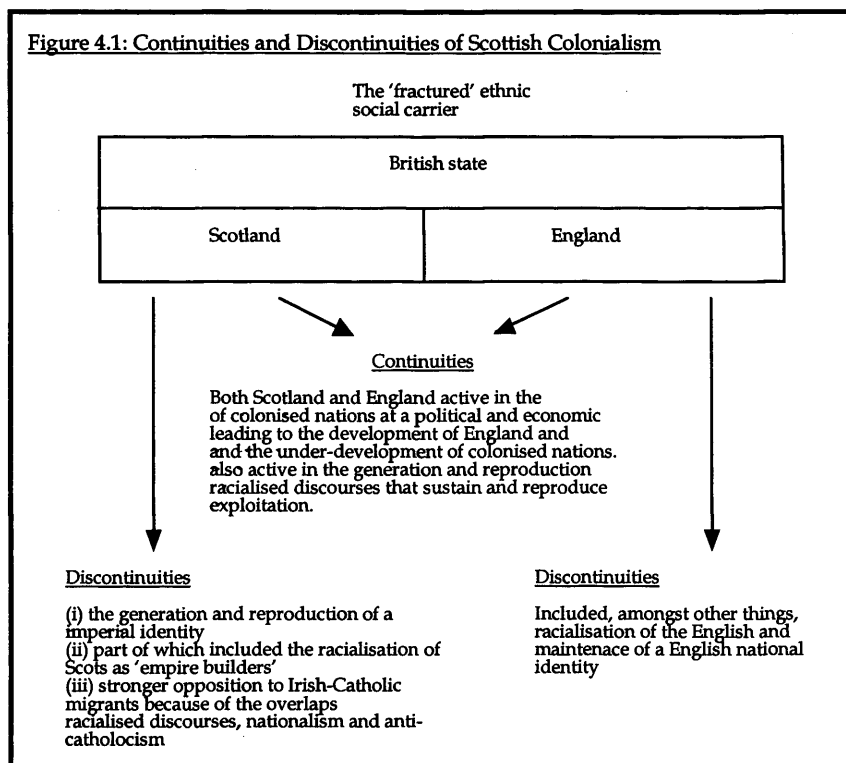 Figure 4.1: Continuities and Discontinuities of Scottish Colonialism
The 'fractured' ethnic
social carrier
British state
Scotland
England
Continuities
Both Scotland and England active in the
of colonised nations at a political and economic
leading to the development of England and
and the under-development of colonised nations.
also active in the generation and reproduction
racialised discourses that sustain and reproduce
exploitation.
Discontinuities
(i) the generation and reproduction of a
imperial identity
(ii) part of which included the racialisation of
Scots as 'empire builders'
(iii) stronger opposition to Irish-Catholic
migrants because of the overlaps
racialised discourses, nationalism and anti-
catholocism
Discontinuities
Included, amongst other things,
racialisation of the English and
maintenace of a English national
identity